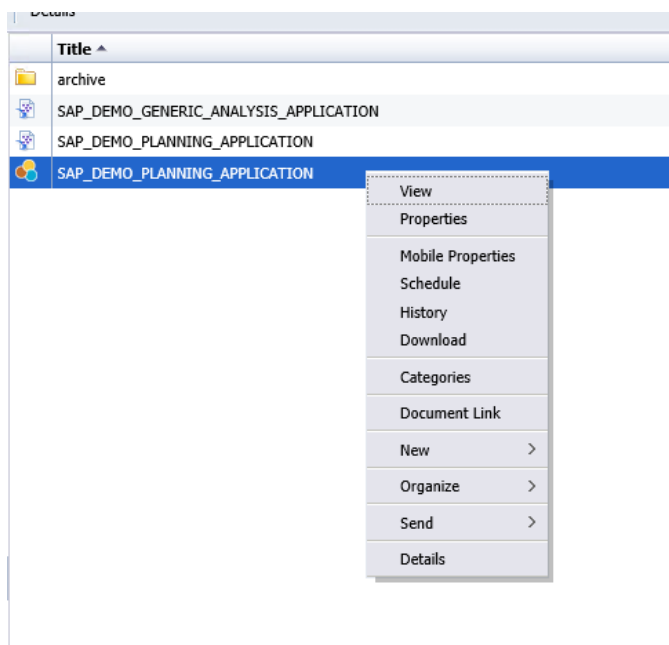 Details
Title
archive
SAP_DEMO_GENERIC_ANALYSIS_APPLICATION
SAP_DEMO_PLANNING_APPLICATION
SAP_DEMO_PLANNING_APPLICATION
View
Properties
Mobile Properties
Schedule
History
Download
Categories
Document Link
New
Organize
Send
Details